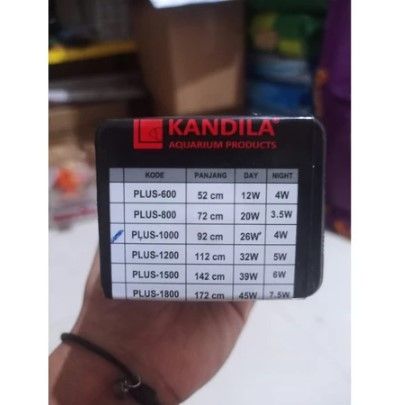 KANDILA®
AQUARIUM PRODUCTS
KODE PANJANG DAY NIGHT
PLUS-600 52 cm 12W 4W
PLUS-800 72 cm 20W 3.5W
PLUS-1000 92 cm 26W 4W
PLUS-1200 112 cm 32W 5W
PLUS-1500 142 cm 39W 6W
PLUS-1800 172 cm 45W 7.5W